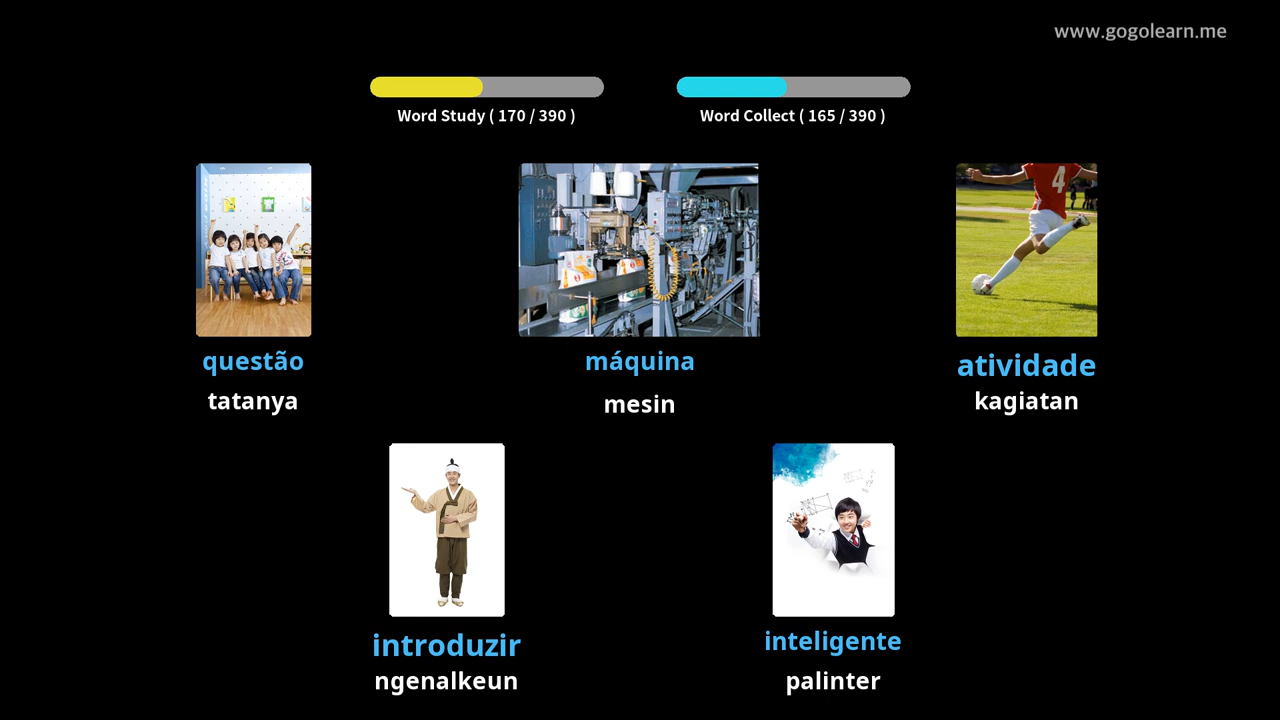 www.gogolearn.me
Word Study ( 170 / 390 )
Word Collect ( 165 / 390 )
4
questão
tatanya
máquina
mesin
atividade
kagiatan
introduzir
ngenalkeun
inteligente
palinter